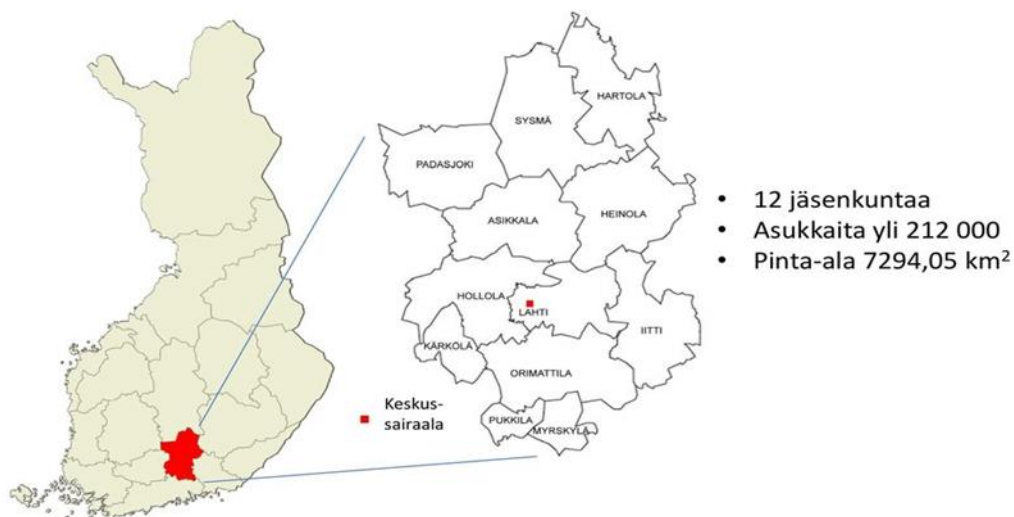 HARTOLA
SYSMÄ
PADASJOKI
ASIKKALA
HEINOLA
HOLLOLA
LAHTI
IITTI
KÄRKÖLÄ
ORIMATTILA
PUKKILA
MYRSKYLÄ
Keskus-
sairaala
• 12 jäsenkuntaa
• Asukkaita yli 212 000
• Pinta-ala 7294,05 km²